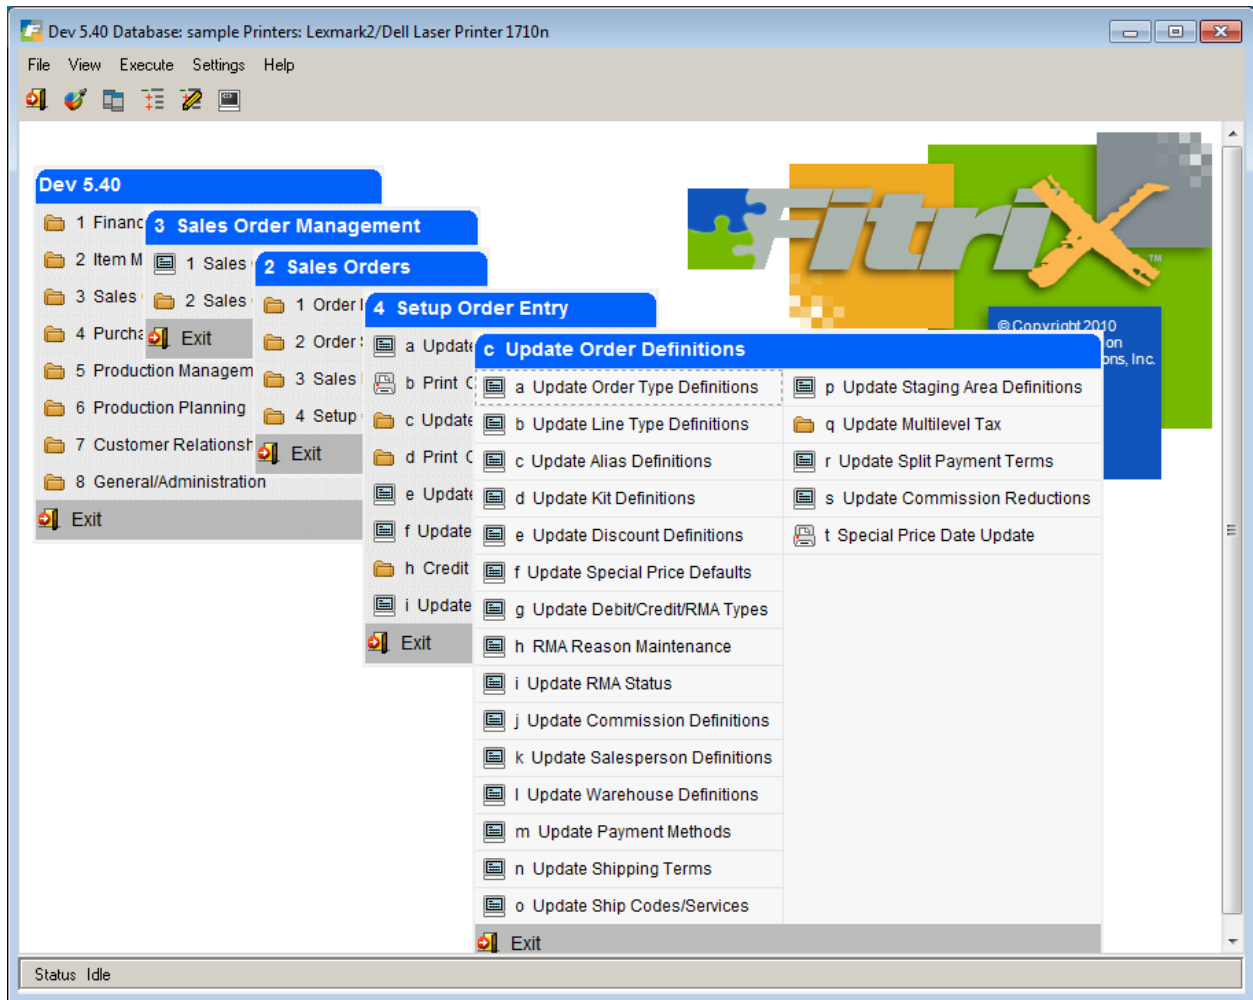 Dev 5.40 Database: sample Printers: Lexmark2/Dell Laser Printer 1710n
File View Execute Settings Help
FitriX
TM
© Copyright 2010
on
ons, Inc.
Dev 5.40
1 Financ
2 Item M
3 Sales
4 Purcha
5 Production Managem
6 Production Planning
7 Customer Relationsh
8 General/Administration
Exit
3 Sales Order Management
1 Sales
2 Sales
Exit
2 Sales Orders
1 Order
2 Order
3 Sales
4 Setup
Exit
4 Setup Order Entry
a Update
b Print
c Update
d Print
e Update
f Update
h Credit
i Update
Exit
c Update Order Definitions
a Update Order Type Definitions
b Update Line Type Definitions
c Update Alias Definitions
d Update Kit Definitions
e Update Discount Definitions
f Update Special Price Defaults
g Update Debit/Credit/RMA Types
h RMA Reason Maintenance
i Update RMA Status
j Update Commission Definitions
k Update Salesperson Definitions
l Update Warehouse Definitions
m Update Payment Methods
n Update Shipping Terms
o Update Ship Codes/Services
p Update Staging Area Definitions
q Update Multilevel Tax
r Update Split Payment Terms
s Update Commission Reductions
t Special Price Date Update
Exit
Status Idle